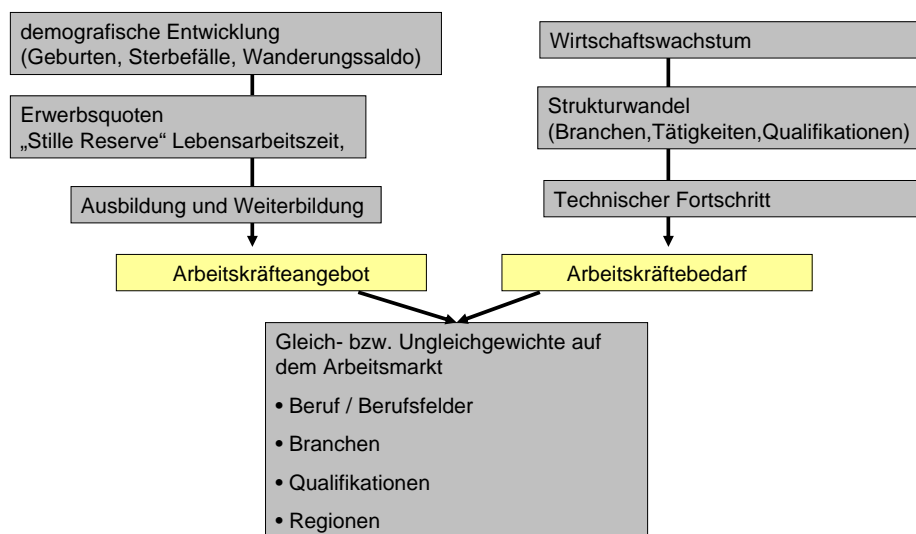 demografische Entwicklung
(Geburten, Sterbefälle, Wanderungssaldo)
Erwerbsquoten
„Stille Reserve“ Lebensarbeitszeit,
Ausbildung und Weiterbildung
Arbeitskräfteangebot
Wirtschaftswachstum
Strukturwandel
(Branchen,Tätigkeiten,Qualifikationen)
Technischer Fortschritt
Arbeitskräftebedarf
Gleich- bzw. Ungleichgewichte auf
dem Arbeitsmarkt
• Beruf / Berufsfelder
• Branchen
• Qualifikationen
• Regionen